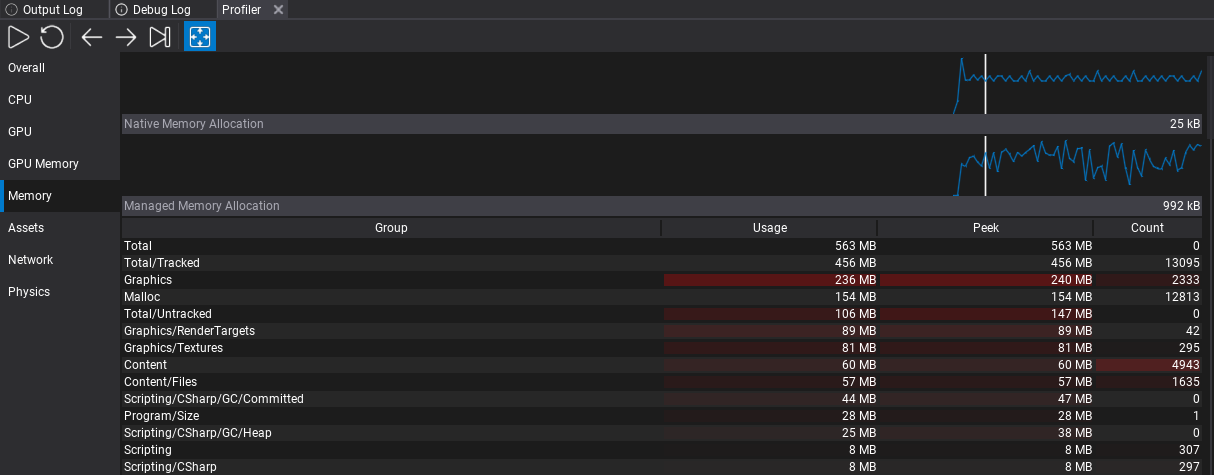 Output Log Debug Log Profiler
Overall
CPU
GPU
GPU Memory
Memory
Assets
Network
Physics
Native Memory Allocation 25 kB
Managed Memory Allocation 992 kB
Group Usage Peek Count
Total 563 MB 563 MB 0
Total/Tracked 456 MB 456 MB 13095
Graphics 236 MB 240 MB 2333
Malloc 154 MB 154 MB 12813
Total/Untracked 106 MB 147 MB 0
Graphics/RenderTargets 89 MB 89 MB 42
Graphics/Textures 81 MB 81 MB 295
Content 60 MB 60 MB 4943
Content/Files 57 MB 57 MB 1635
Scripting/CSharp/GC/Committed 44 MB 47 MB 0
Program/Size 28 MB 28 MB 1
Scripting/CSharp/GC/Heap 25 MB 38 MB 0
Scripting 8 MB 8 MB 307
Scripting/CSharp 8 MB 8 MB 297